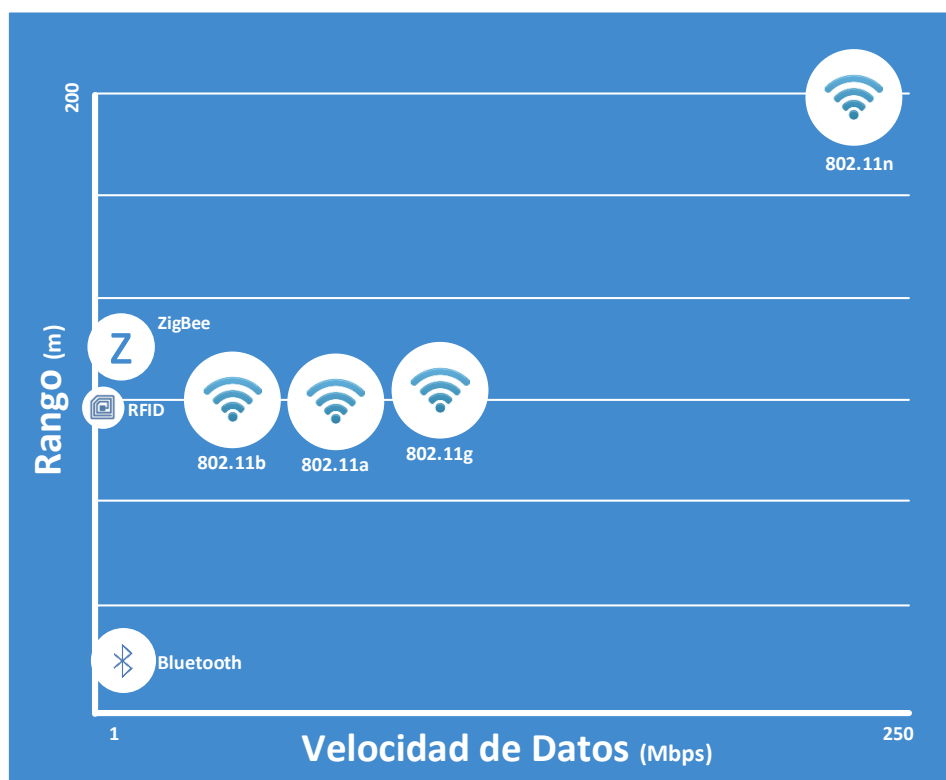 200
802.11n
ZigBee
Z
RFID
802.11b
802.11a
802.11g
Rango (m)
Bluetooth
1
250
Velocidad de Datos (Mbps)